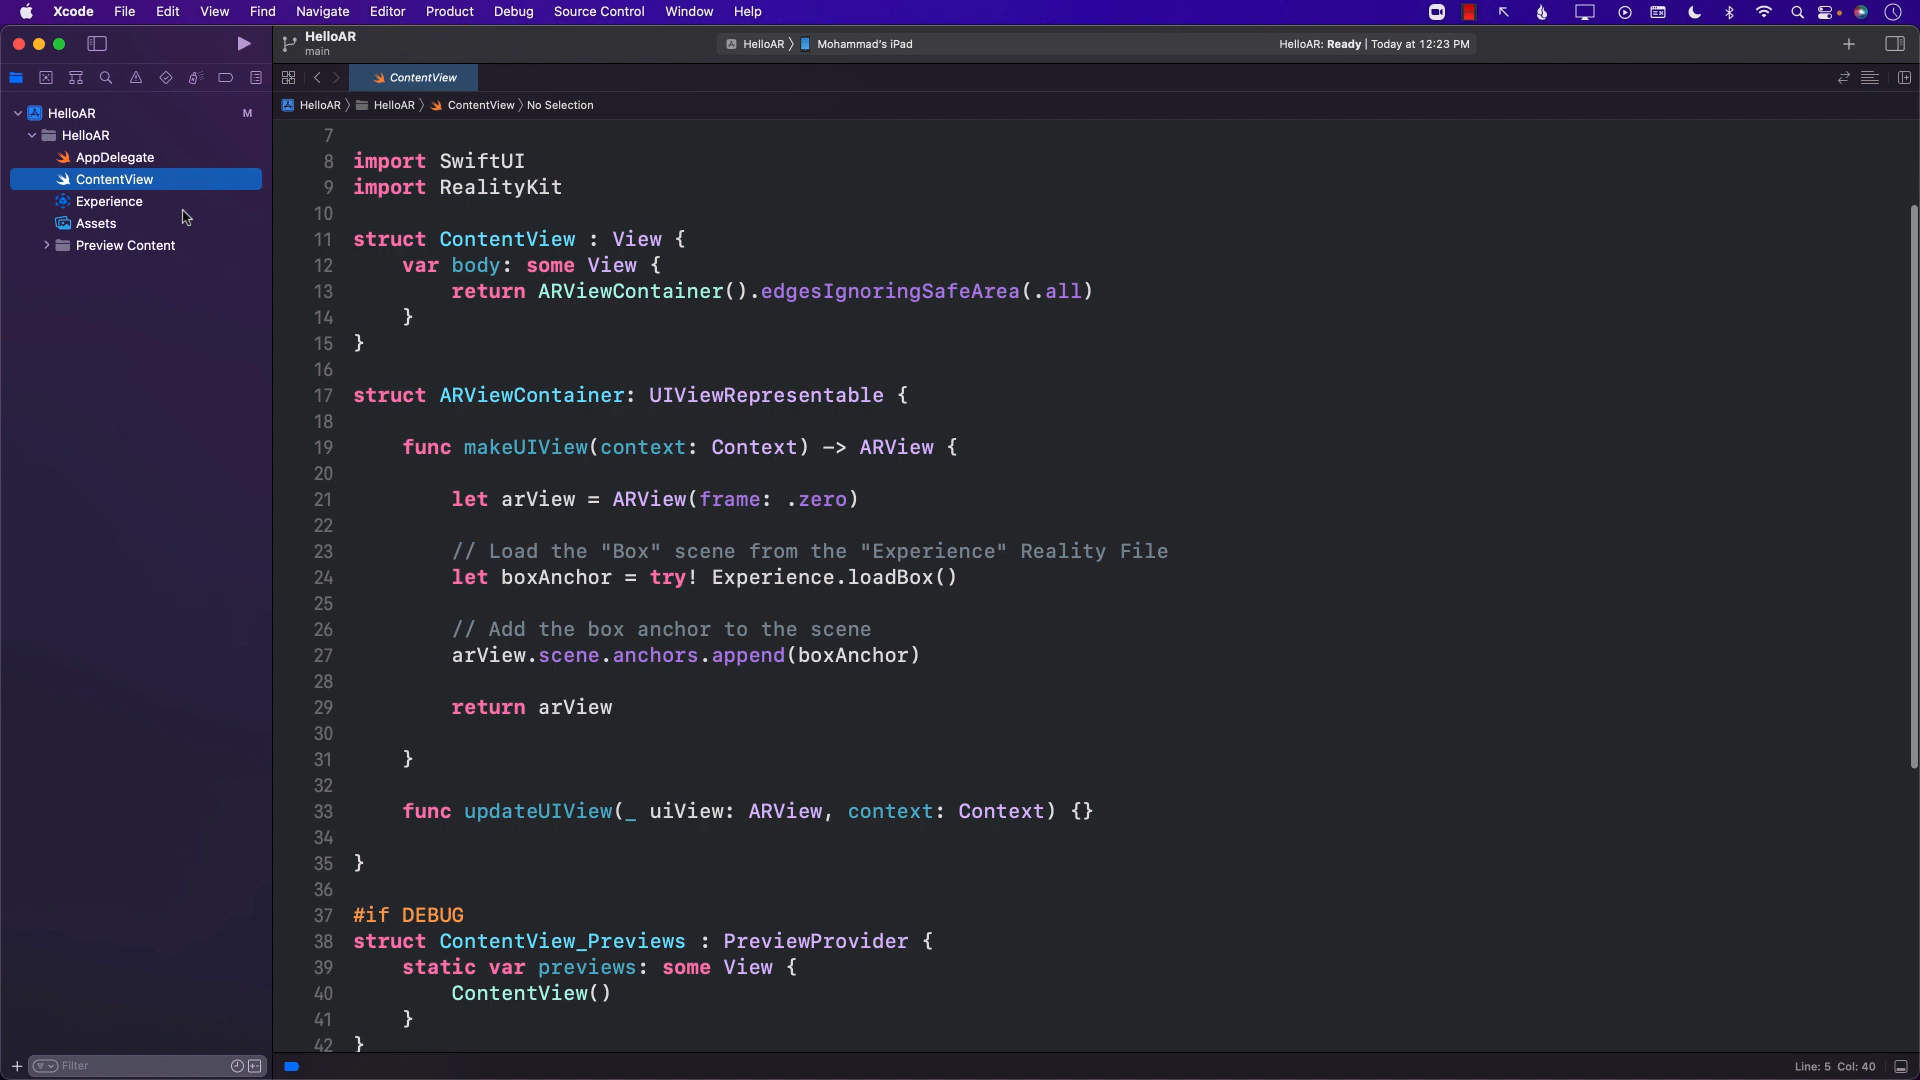 Xcode File Edit View Find Navigate Editor Product Debug Source Control Window Help
HelloAR
main
HelloAR 〉 Mohammad's iPad
HelloAR: Ready | Today at 12:23 PM
ContentView
HelloAR 〉 HelloAR 〉 ContentView 〉 No Selection
HelloAR M
HelloAR
AppDelegate
ContentView
Experience
Assets
Preview Content
7
8 import SwiftUI
9 import RealityKit
10
11 struct ContentView : View {
12 var body: some View {
13 return ARViewContainer().edgesIgnoringSafeArea(.all)
14 }
15 }
16
17 struct ARViewContainer: UIViewRepresentable {
18
19 func makeUIView(context: Context) -> ARView {
20
21 let arView = ARView(frame: .zero)
22
23 // Load the "Box" scene from the "Experience" Reality File
24 let boxAnchor = try! Experience.loadBox()
25
26 // Add the box anchor to the scene
27 arView.scene.anchors.append(boxAnchor)
28
29 return arView
30
31 }
32
33 func updateUIView(_ uiView: ARView, context: Context) {}
34
35 }
36
37 #if DEBUG
38 struct ContentView_Previews : PreviewProvider {
39 static var previews: some View {
40 ContentView()
41 }
42 }
Filter
Line: 5 Col: 40